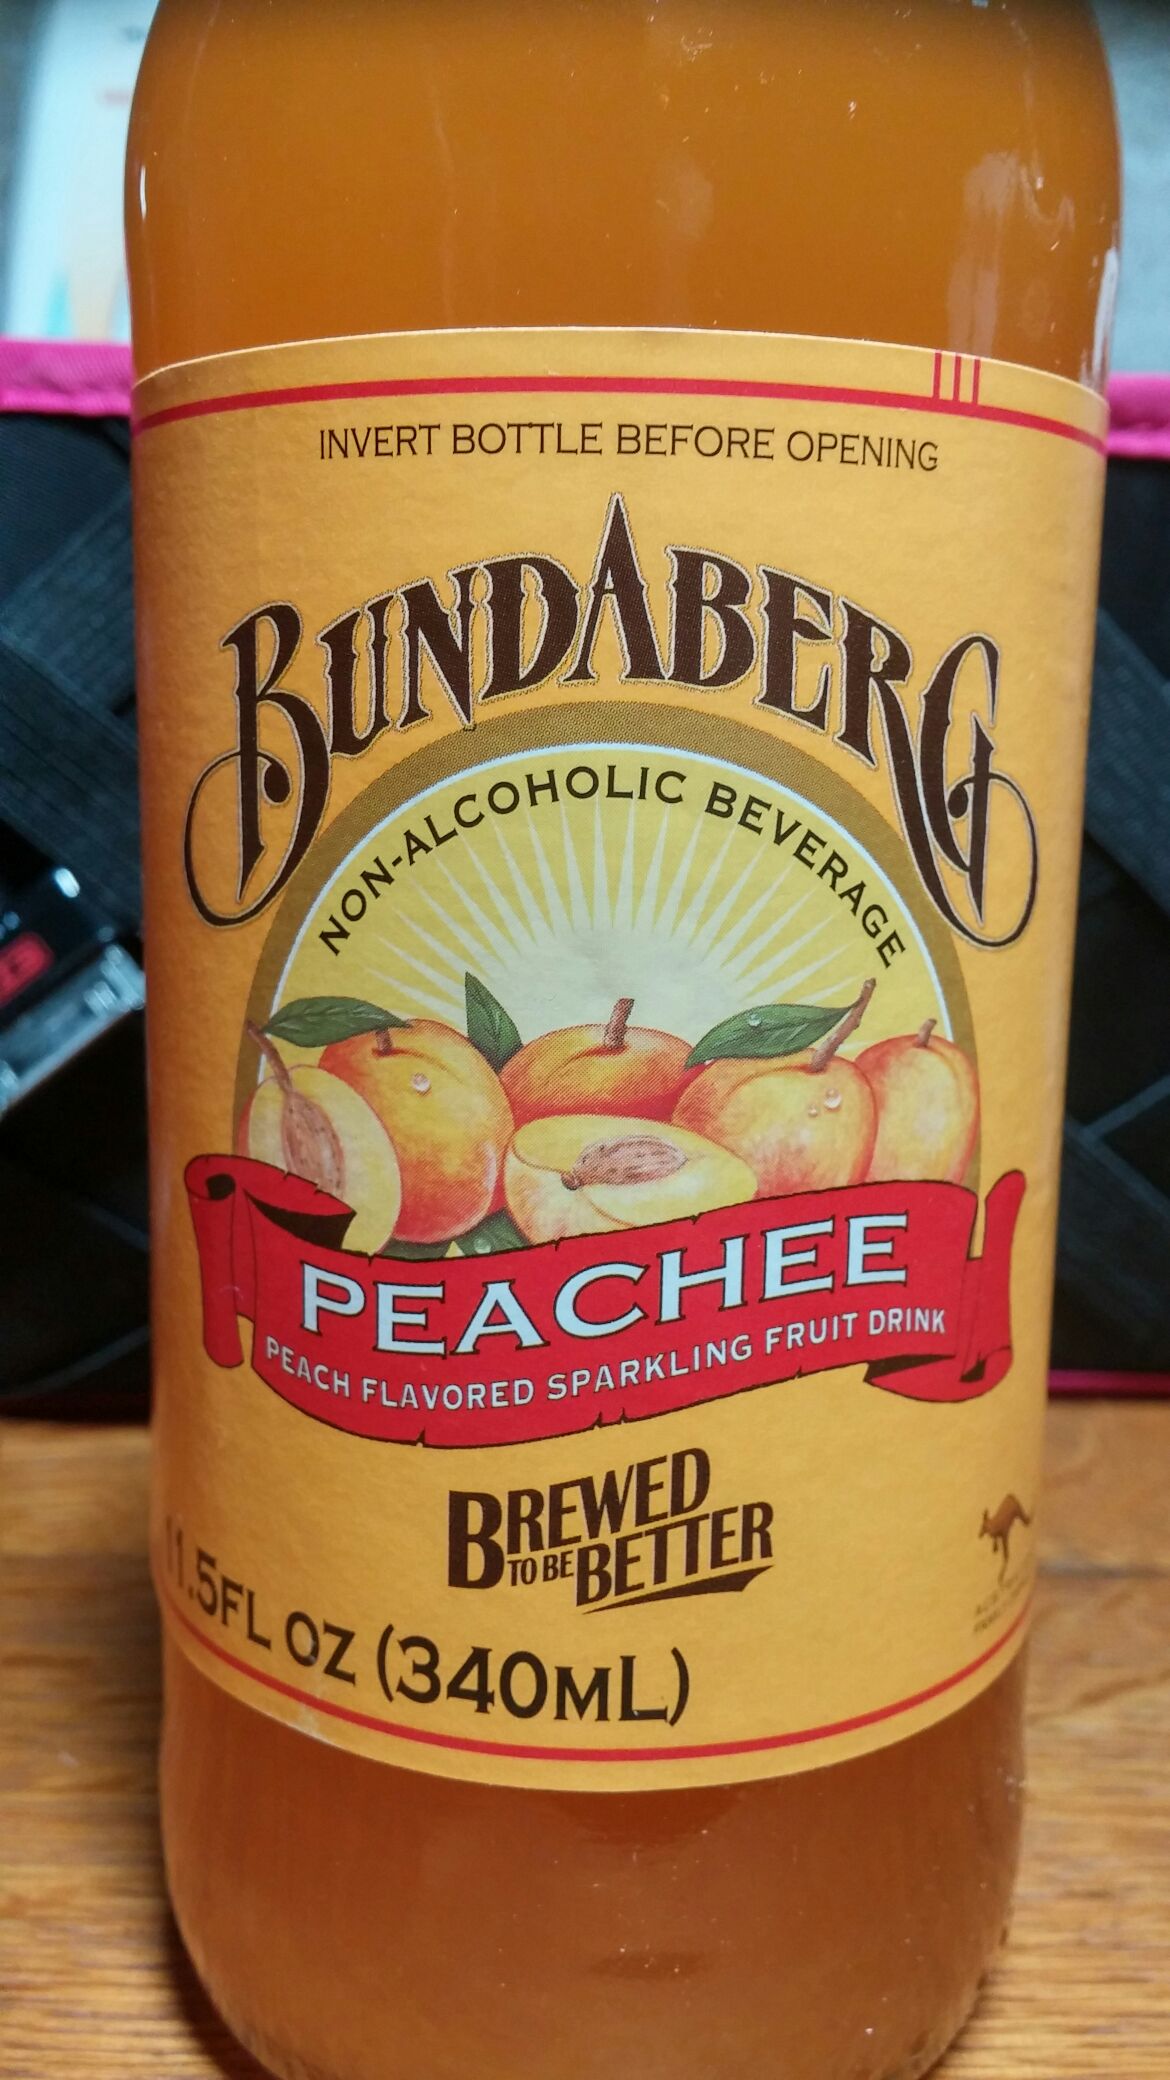 INVERT BOTTLE BEFORE OPENING
BUNDABERG
NON-ALCOHOLIC BEVERAGE
PEACHEE
PEACH FLAVORED SPARKLING FRUIT DRINK
BREWED
TO BE BETTER
11.5FL OZ (340ML)